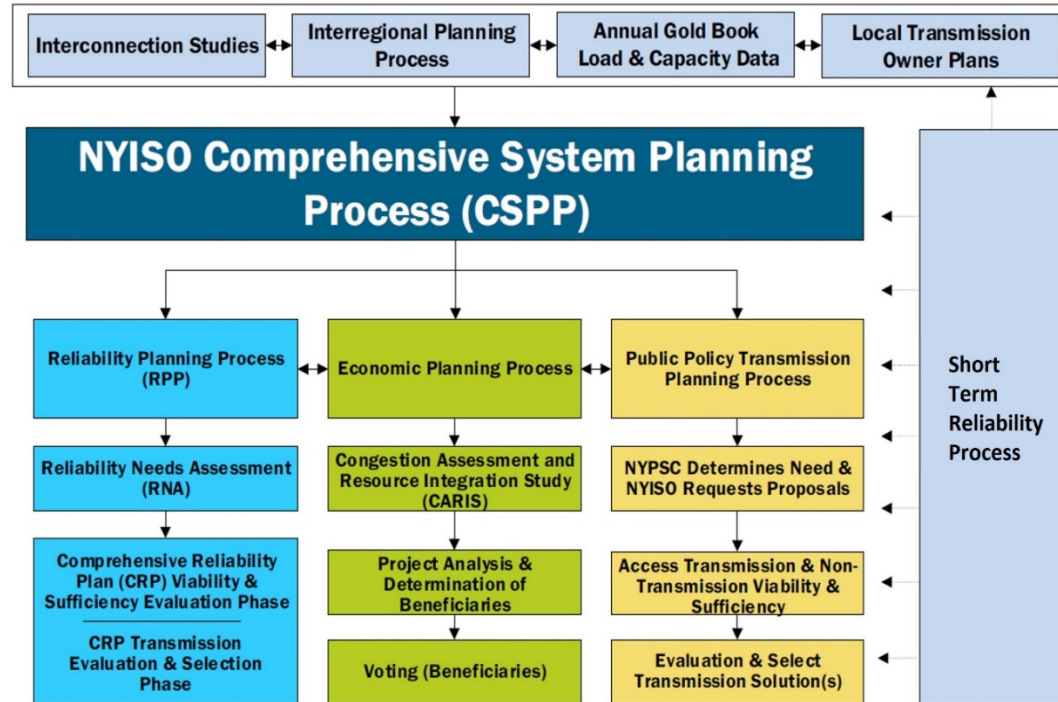 Interconnection Studies
Interregional Planning
Process
Annual Gold Book
Load & Capacity Data
Local Transmission
Owner Plans
NYISO Comprehensive System Planning
Process (CSPP)
Reliability Planning Process
(RPP)
Economic Planning Process
Public Policy Transmission
Planning Process
Short
Term
Reliability
Process
Reliability Needs Assessment
(RNA)
Congestion Assessment and
Resource Integration Study
(CARIS)
NYPSC Determines Need &
NYISO Requests Proposals
Comprehensive Reliability
Plan (CRP) Viability &
Sufficiency Evaluation Phase
CRP Transmission
Evaluation & Selection
Phase
Project Analysis &
Determination of
Beneficiaries
Access Transmission & Non-
Transmission Viability &
Sufficiency
Voting (Beneficiaries)
Evaluation & Select
Transmission Solution(s)